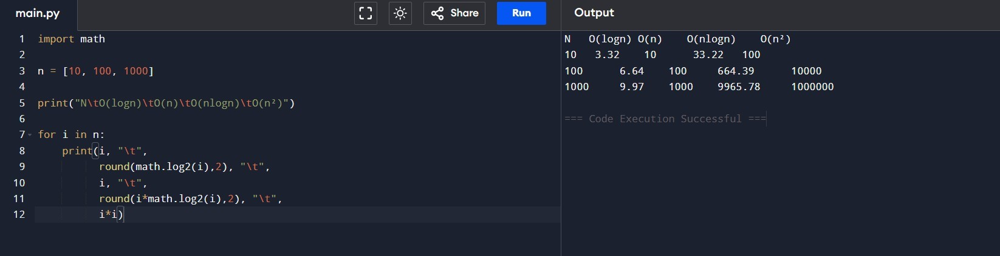 main.py
Share
Run
1 import math
2
3 n = [10, 100, 1000]
4
5 print("N\tO(logn)\tO(n)\tO(nlogn)\tO(n²)")
6
7 for i in n:
8     print(i, "\t",
9           round(math.log2(i),2), "\t",
10           i, "\t",
11           round(i*math.log2(i),2), "\t",
12           i*i)
Output
N   O(logn) O(n)    O(nlogn)    O(n²)
10   3.32    10      33.22   100
100      6.64    100     664.39      10000
1000     9.97    1000    9965.78     1000000
=== Code Execution Successful ===